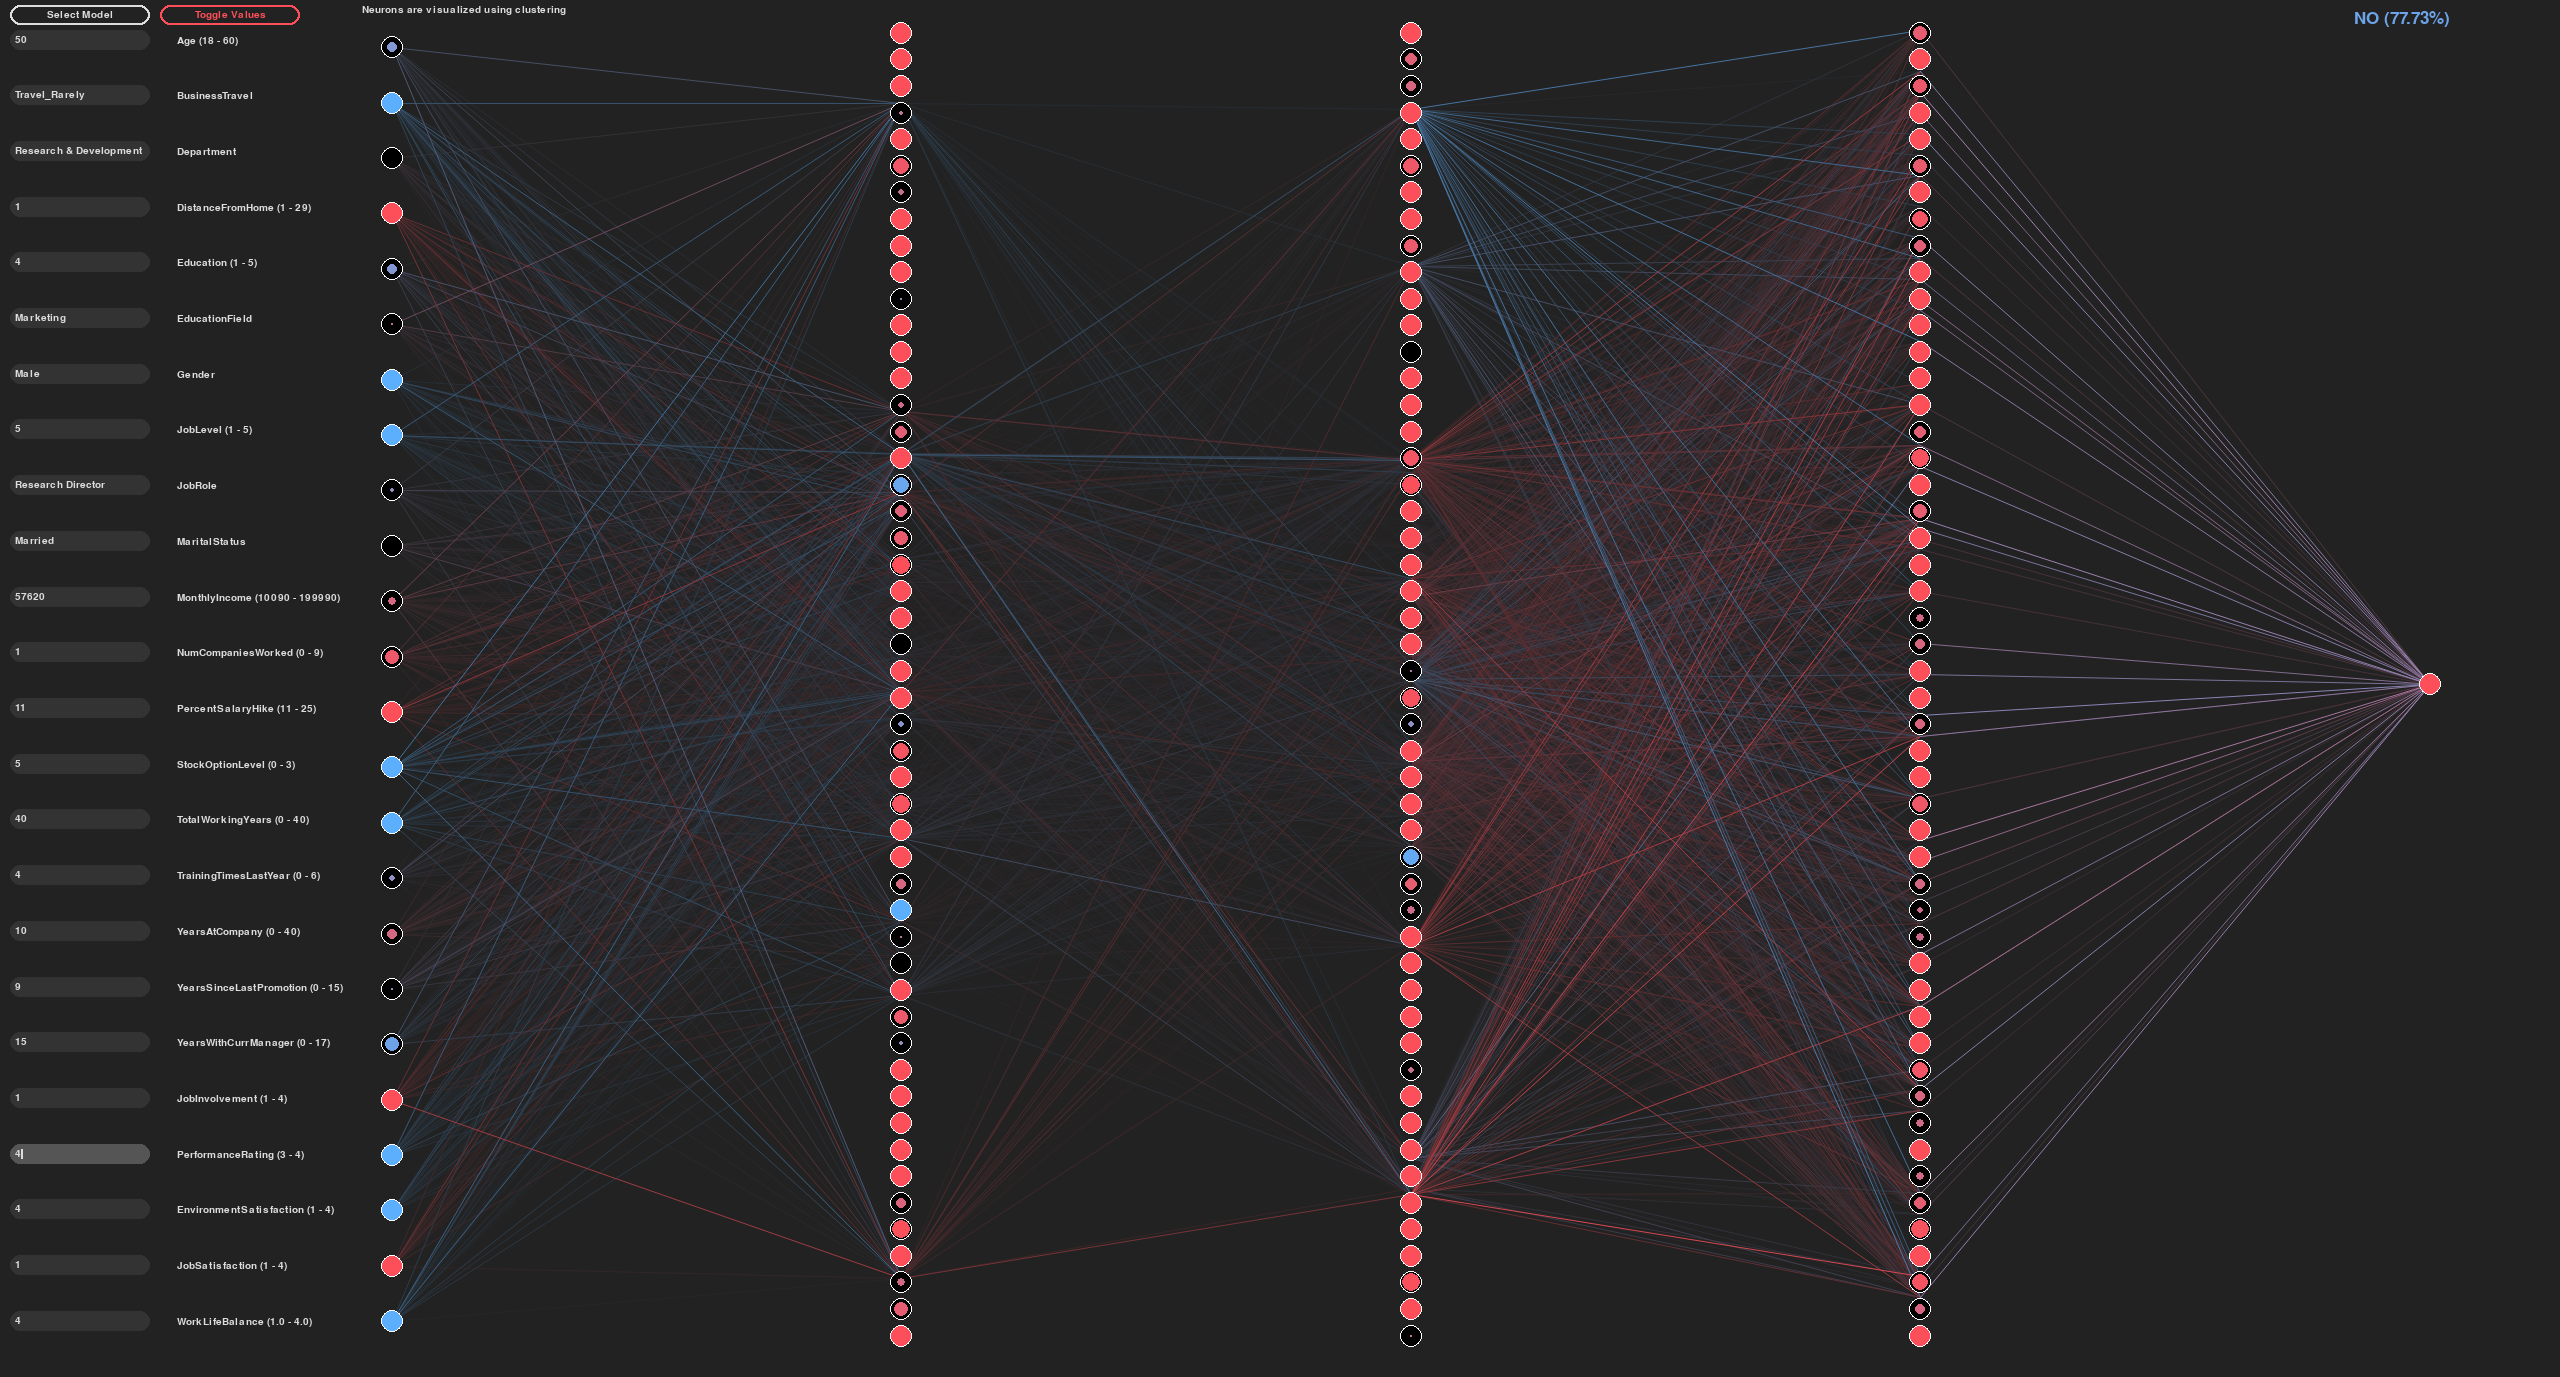 Select Model Toggle Values Neurons are visualized using clustering NO (77.73%)
50 Age (18 - 60)
Travel_Rarely BusinessTravel
Research & Development Department
1 DistanceFromHome (1 - 29)
4 Education (1 - 5)
Marketing EducationField
Male Gender
5 JobLevel (1 - 5)
Research Director JobRole
Married MaritalStatus
57620 MonthlyIncome (10090 - 199990)
1 NumCompaniesWorked (0 - 9)
11 PercentSalaryHike (11 - 25)
5 StockOptionLevel (0 - 3)
40 TotalWorkingYears (0 - 40)
4 TrainingTimesLastYear (0 - 6)
10 YearsAtCompany (0 - 40)
9 YearsSinceLastPromotion (0 - 15)
15 YearsWithCurrManager (0 - 17)
1 JobInvolvement (1 - 4)
4 PerformanceRating (3 - 4)
4 EnvironmentSatisfaction (1 - 4)
1 JobSatisfaction (1 - 4)
4 WorkLifeBalance (1.0 - 4.0)